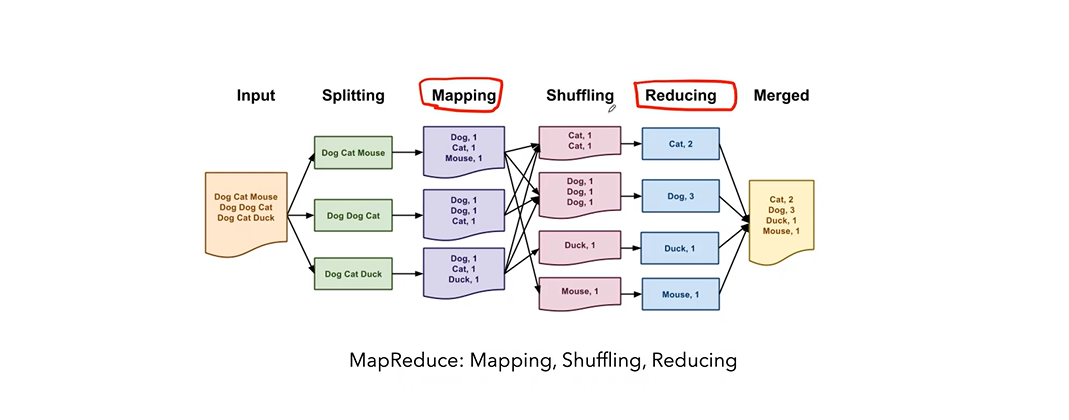 Input
Splitting
Mapping
Shuffling
Reducing
Merged
Dog Cat Mouse
Dog Dog Cat
Dog Cat Duck
Dog Cat Mouse
Dog Dog Cat
Dog Cat Duck
Dog, 1
Cat, 1
Mouse, 1
Dog, 1
Dog, 1
Cat, 1
Dog, 1
Cat, 1
Duck, 1
Cat, 1
Cat, 1
Dog, 1
Dog, 1
Dog, 1
Duck, 1
Mouse, 1
Cat, 2
Dog, 3
Duck, 1
Mouse, 1
Cat, 2
Dog, 3
Duck, 1
Mouse, 1
MapReduce: Mapping, Shuffling, Reducing